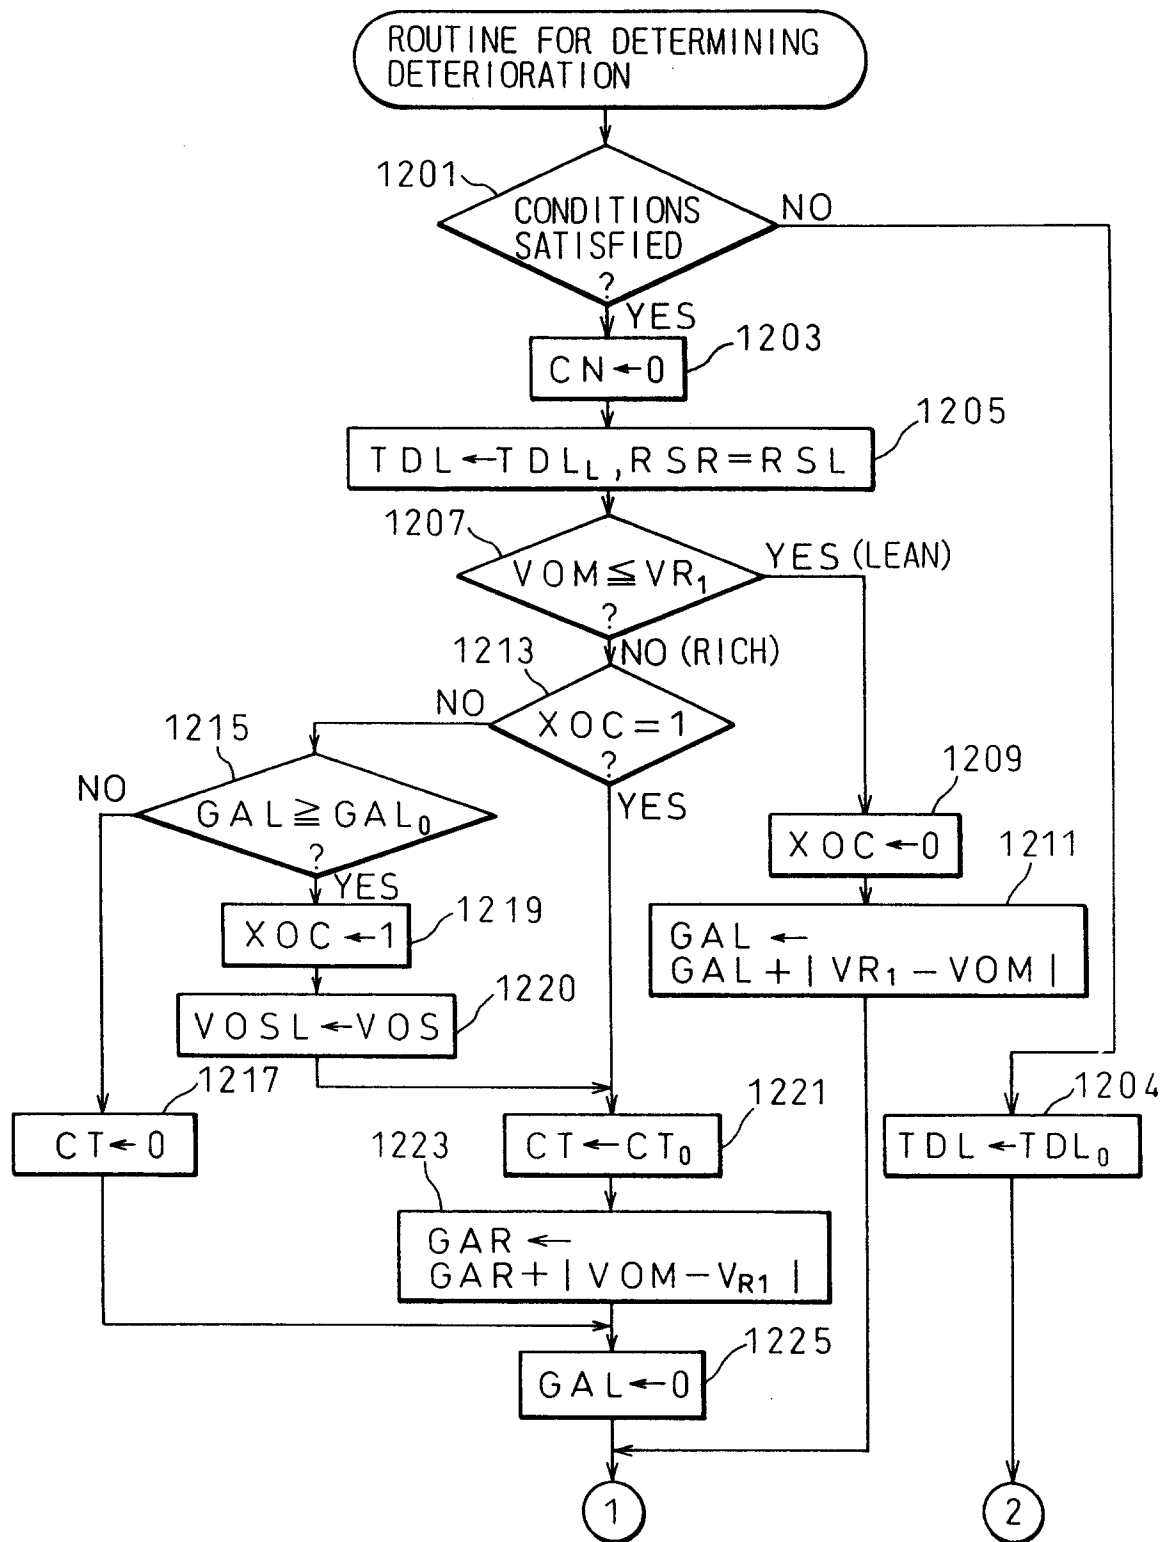 ROUTINE FOR DETERMINING
DETERIORATION
1201
CONDITIONS
SATISFIED
?
NO
YES
1203
CN←0
1205
TDL←TDL_L, RSR=RSL
1207
VOM≦VR₁
?
YES (LEAN)
NO (RICH)
1213
XOC=1
?
NO
YES
1215
GAL≧GAL₀
?
NO
YES
1209
XOC←0
1211
GAL←
GAL+|VR₁-VOM|
1219
XOC←1
1220
VOSL←VOS
1217
CT←0
1221
CT←CT₀
1204
TDL←TDL₀
1223
GAR←
GAR+|VOM-V_R1|
1225
GAL←0
1
2